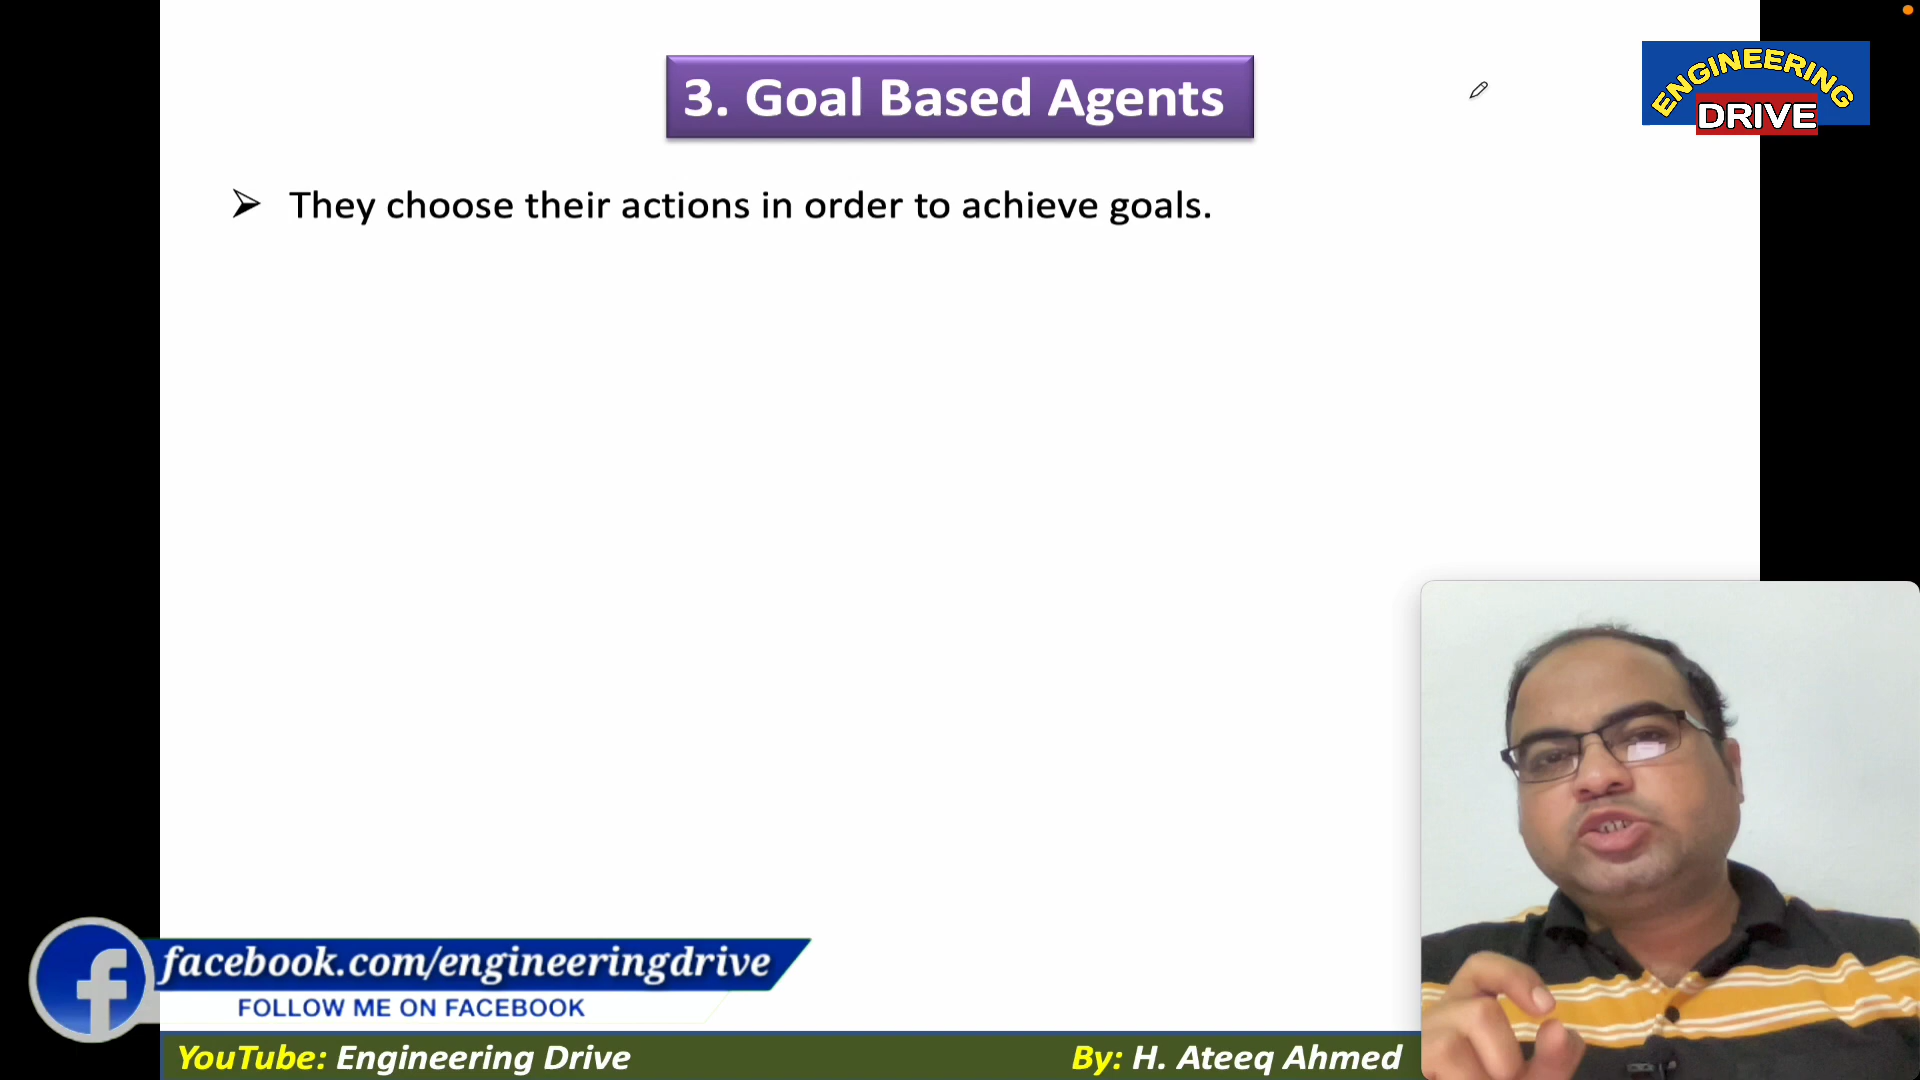 3. Goal Based Agents
ENGINEERING
DRIVE
➢ They choose their actions in order to achieve goals.
facebook.com/engineeringdrive
FOLLOW ME ON FACEBOOK
YouTube: Engineering Drive
By: H. Ateeq Ahmed